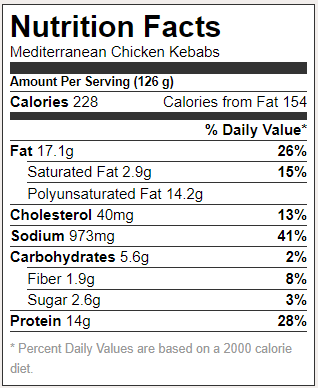 Nutrition Facts
Mediterranean Chicken Kebabs
Amount Per Serving (126 g)
Calories 228 Calories from Fat 154
% Daily Value*
Fat 17.1g 26%
Saturated Fat 2.9g 15%
Polyunsaturated Fat 14.2g
Cholesterol 40mg 13%
Sodium 973mg 41%
Carbohydrates 5.6g 2%
Fiber 1.9g 8%
Sugar 2.6g 3%
Protein 14g 28%
* Percent Daily Values are based on a 2000 calorie
diet.